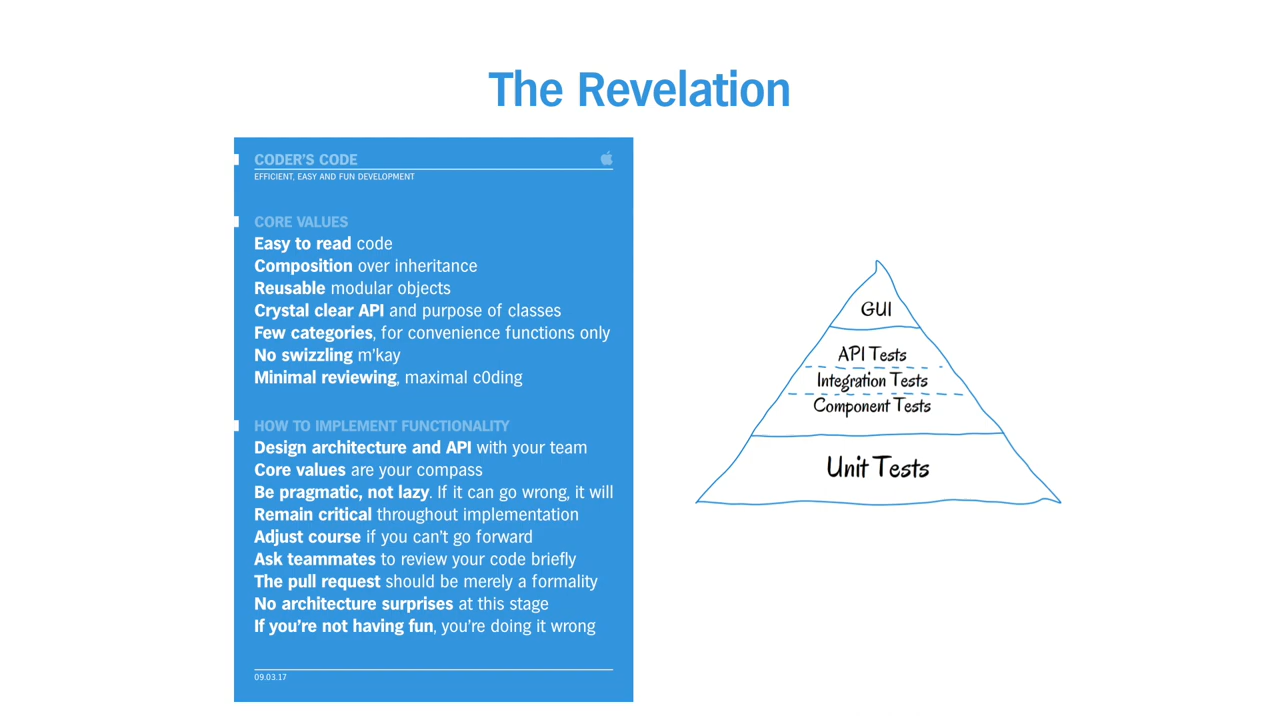 The Revelation
CODER'S CODE
EFFICIENT, EASY AND FUN DEVELOPMENT
CORE VALUES
Easy to read code
Composition over inheritance
Reusable modular objects
Crystal clear API and purpose of classes
Few categories, for convenience functions only
No swizzling m'kay
Minimal reviewing, maximal c0ding
HOW TO IMPLEMENT FUNCTIONALITY
Design architecture and API with your team
Core values are your compass
Be pragmatic, not lazy. If it can go wrong, it will
Remain critical throughout implementation
Adjust course if you can't go forward
Ask teammates to review your code briefly
The pull request should be merely a formality
No architecture surprises at this stage
If you're not having fun, you're doing it wrong
09.03.17
GUI
API Tests
Integration Tests
Component Tests
Unit Tests